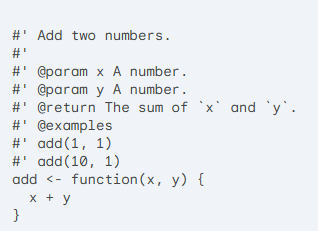 #' Add two numbers.
#'
#' @param x A number.
#' @param y A number.
#' @return The sum of `x` and `y`.
#' @examples
#' add(1, 1)
#' add(10, 1)
add <- function(x, y) {
  x + y
}